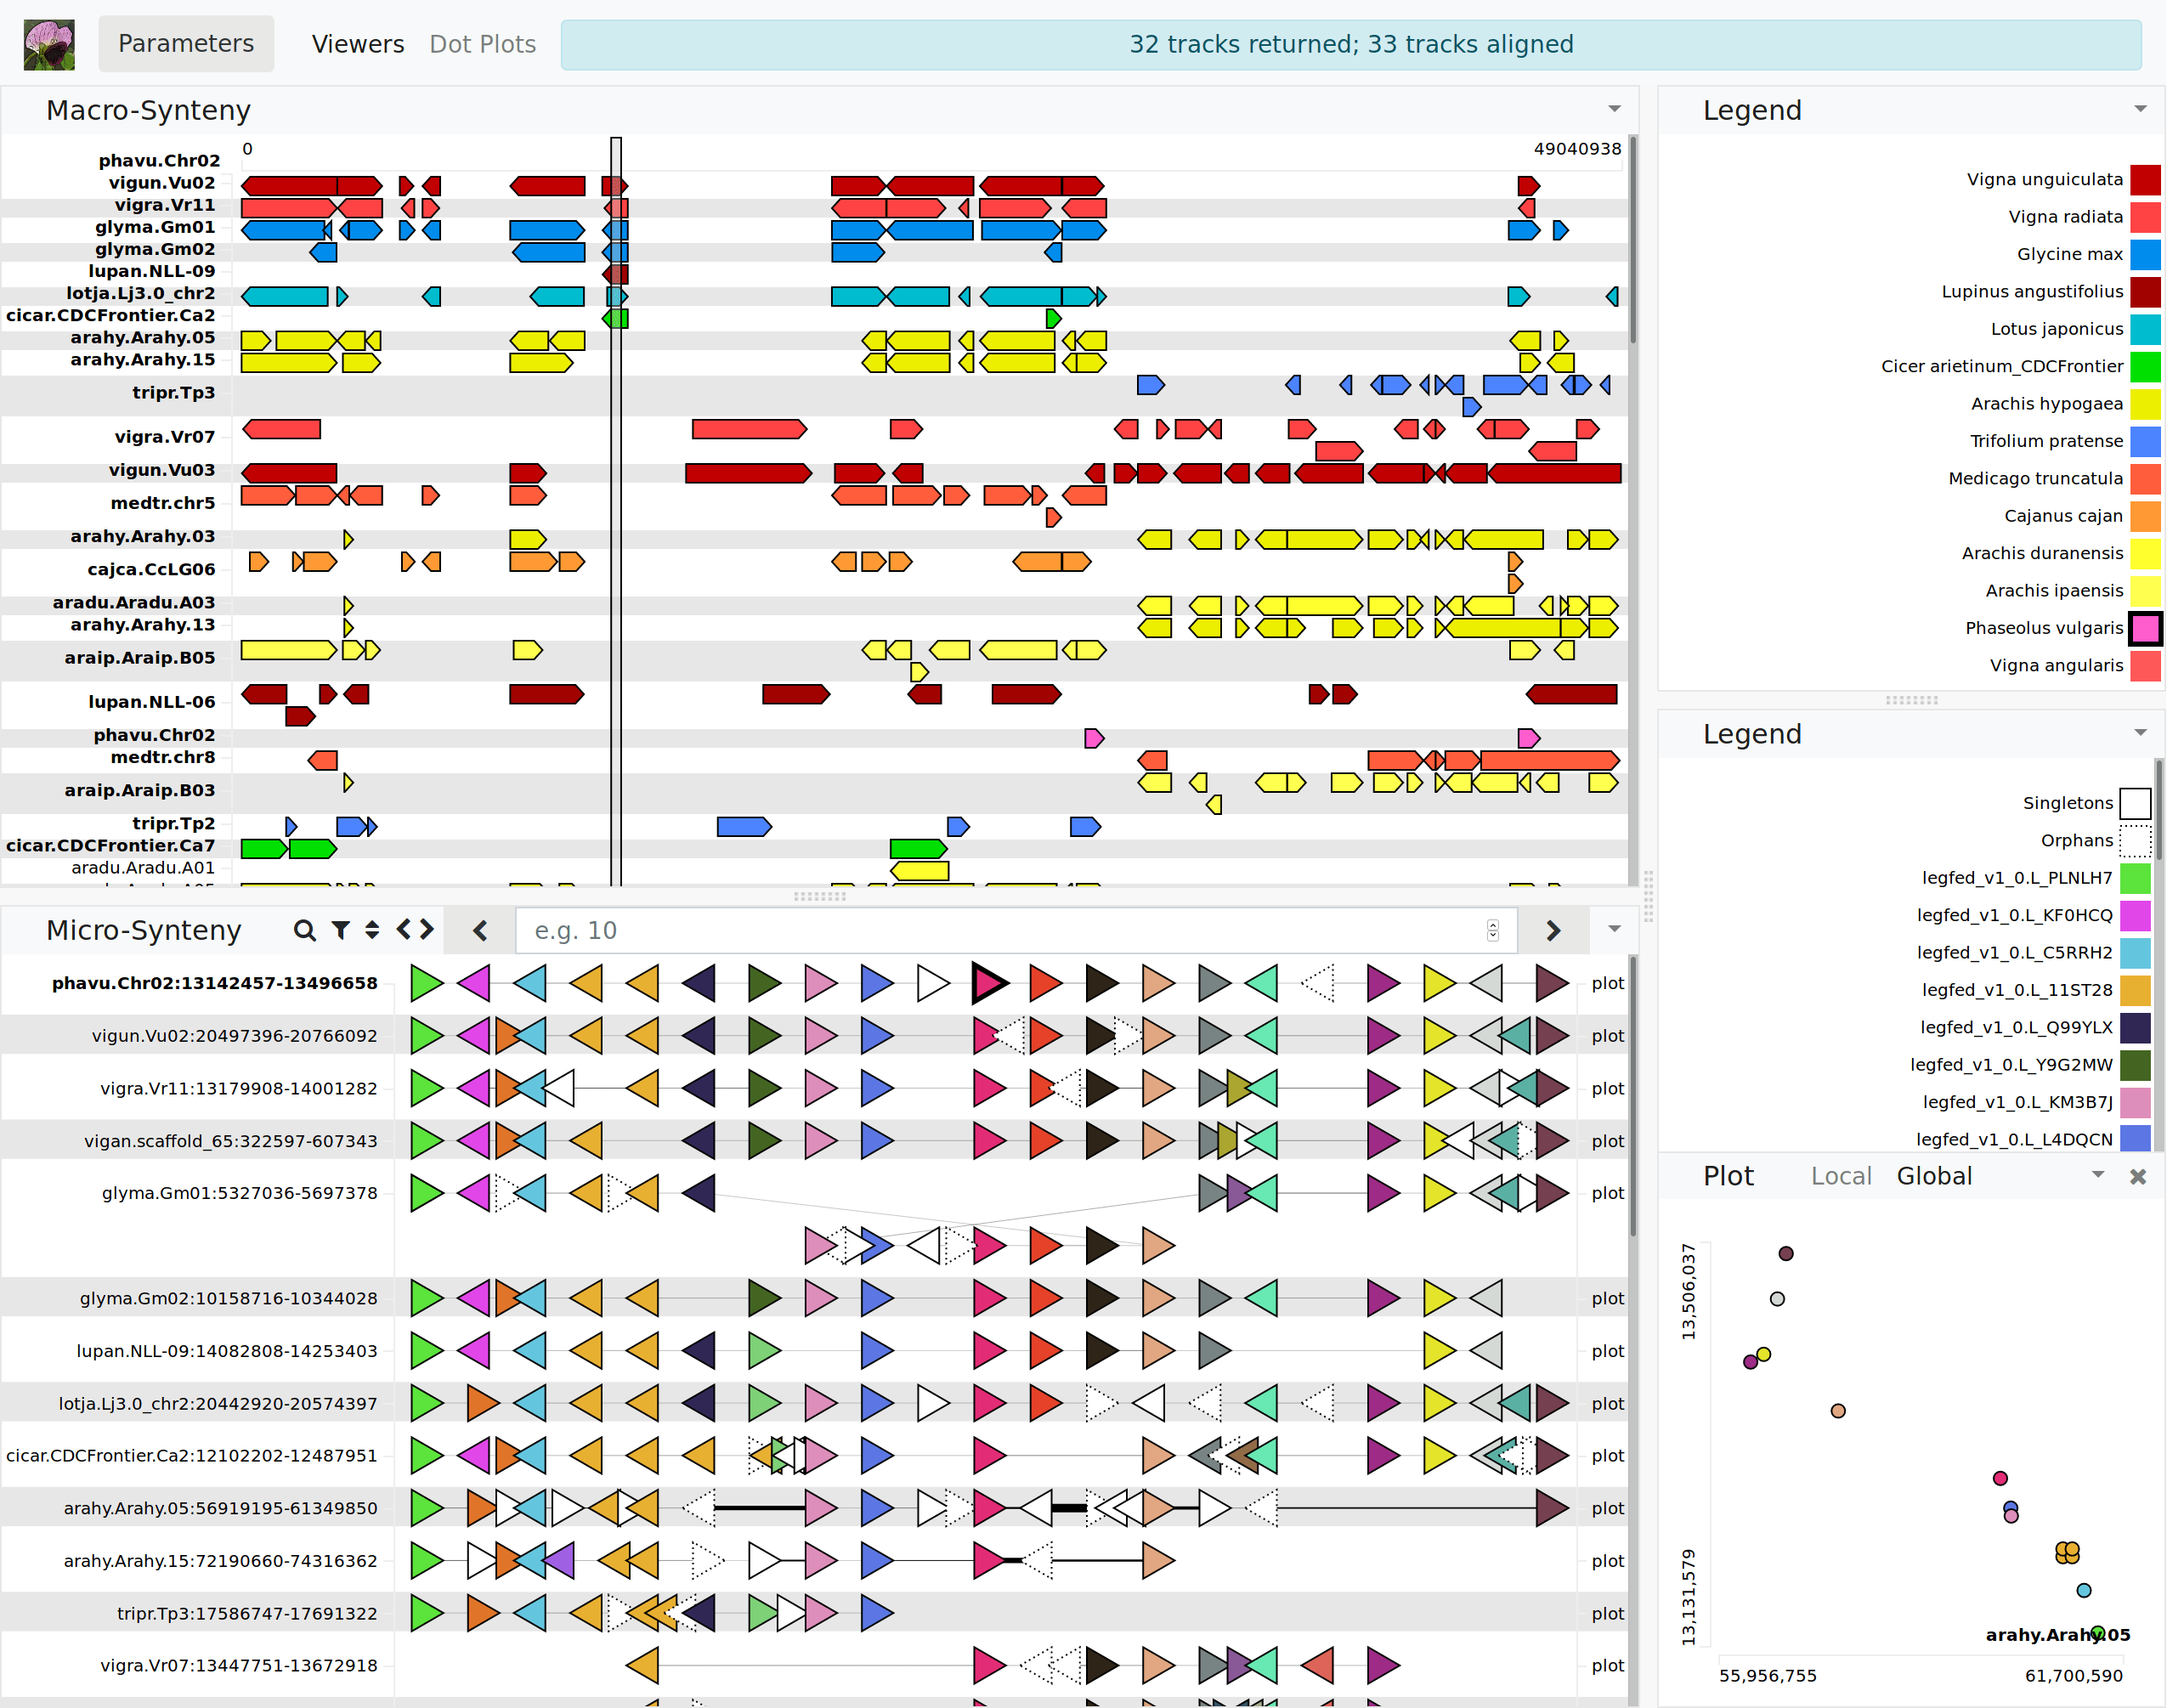 Parameters Viewers Dot Plots 32 tracks returned; 33 tracks aligned
Macro-Synteny
0 49040938
phavu.Chr02
vigun.Vu02
vigra.Vr11
glyma.Gm01
glyma.Gm02
lupan.NLL-09
lotja.Lj3.0_chr2
cicar.CDCFrontier.Ca2
arahy.Arahy.05
arahy.Arahy.15
tripr.Tp3
vigra.Vr07
vigun.Vu03
medtr.chr5
arahy.Arahy.03
cajca.CcLG06
aradu.Aradu.A03
arahy.Arahy.13
araip.Araip.B05
lupan.NLL-06
phavu.Chr02
medtr.chr8
araip.Araip.B03
tripr.Tp2
cicar.CDCFrontier.Ca7
aradu.Aradu.A01
Micro-Synteny e.g. 10
phavu.Chr02:13142457-13496658 plot
vigun.Vu02:20497396-20766092 plot
vigra.Vr11:13179908-14001282 plot
vigan.scaffold_65:322597-607343 plot
glyma.Gm01:5327036-5697378 plot
glyma.Gm02:10158716-10344028 plot
lupan.NLL-09:14082808-14253403 plot
lotja.Lj3.0_chr2:20442920-20574397 plot
cicar.CDCFrontier.Ca2:12102202-12487951 plot
arahy.Arahy.05:56919195-61349850 plot
arahy.Arahy.15:72190660-74316362 plot
tripr.Tp3:17586747-17691322 plot
vigra.Vr07:13447751-13672918 plot
Legend
Vigna unguiculata
Vigna radiata
Glycine max
Lupinus angustifolius
Lotus japonicus
Cicer arietinum_CDCFrontier
Arachis hypogaea
Trifolium pratense
Medicago truncatula
Cajanus cajan
Arachis duranensis
Arachis ipaensis
Phaseolus vulgaris
Vigna angularis
Legend
Singletons
Orphans
legfed_v1_0.L_PLNLH7
legfed_v1_0.L_KF0HCQ
legfed_v1_0.L_C5RRH2
legfed_v1_0.L_11ST28
legfed_v1_0.L_Q99YLX
legfed_v1_0.L_Y9G2MW
legfed_v1_0.L_KM3B7J
legfed_v1_0.L_L4DQCN
Plot Local Global
13,506,037
13,131,579
arahy.Arahy.05
55,956,755 61,700,590